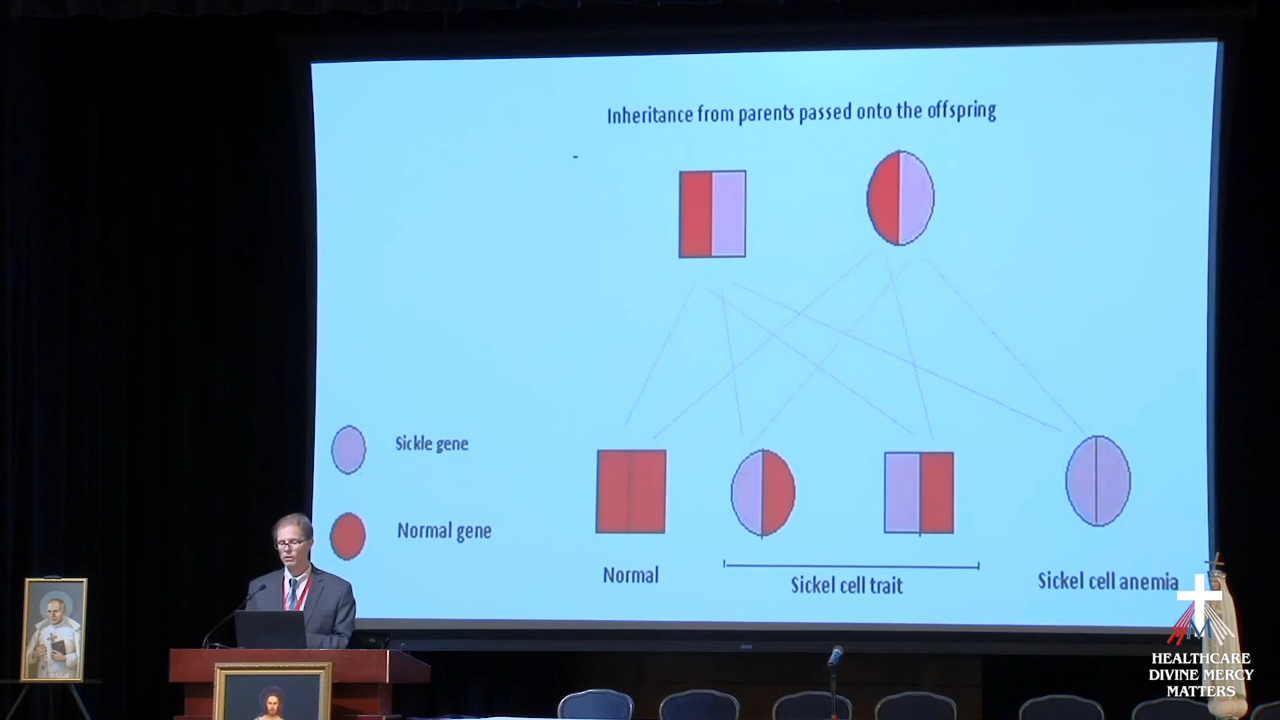 Inheritance from parents passed onto the offspring
Sickle gene
Normal gene
Normal
Sickel cell trait
Sickel cell anemia
HEALTHCARE
DIVINE MERCY
MATTERS